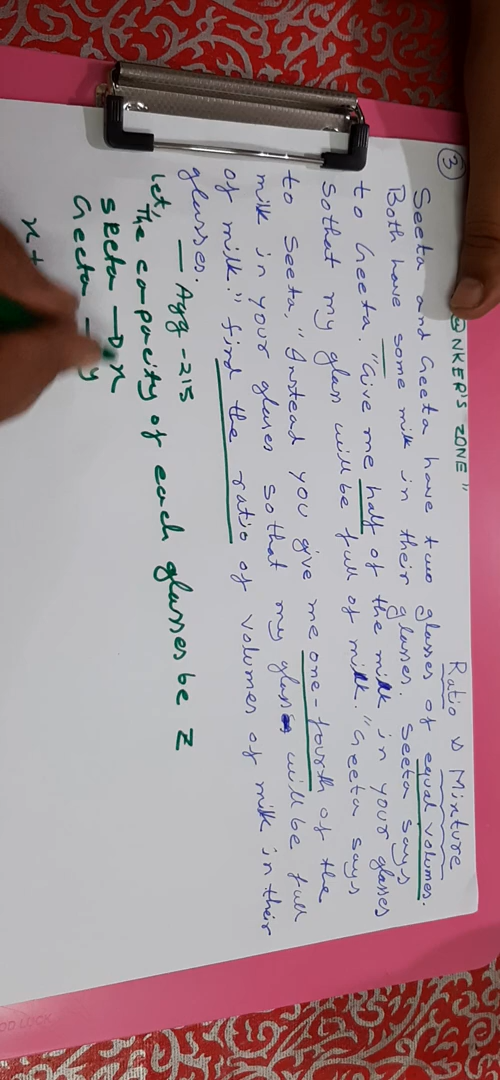 "@NKER'S ZONE"
Ratio & Mixture
③ Seeta and Geeta have two glasses of equal volumes.
Both have some milk in their glasses. Seeta says
to Geeta. "Give me half of the milk in your glasses
so that my glass will be full of milk." Geeta says
to Seeta, "Instead you give me one-fourth of the
milk in your glasses so that my glass will be full
of milk." find the ratio of volumes of milk in their
glasses.
— Agg - 215
Let, The capacity of each glasses be z
Seeta → x
Geeta → y
x +